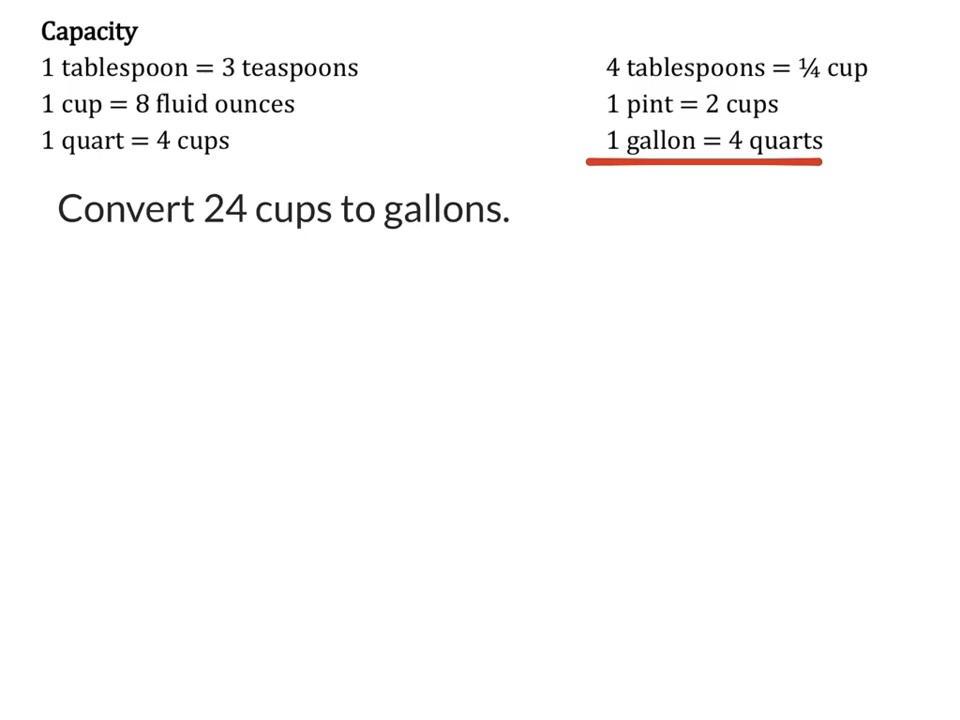 Capacity
1 tablespoon = 3 teaspoons
4 tablespoons = ¼ cup
1 cup = 8 fluid ounces
1 pint = 2 cups
1 quart = 4 cups
1 gallon = 4 quarts
Convert 24 cups to gallons.